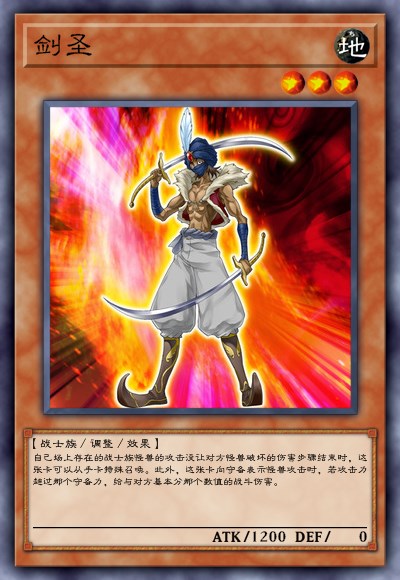 剑圣
地
【战士族／调整／效果】
自己场上存在的战士族怪兽的攻击没让对方怪兽破坏的伤害步骤结束时，这
张卡可以从手卡特殊召唤。此外，这张卡向守备表示怪兽攻击时，若攻击力
超过那个守备力，给与对方基本分那个数值的战斗伤害。
ATK/1200 DEF/ 0